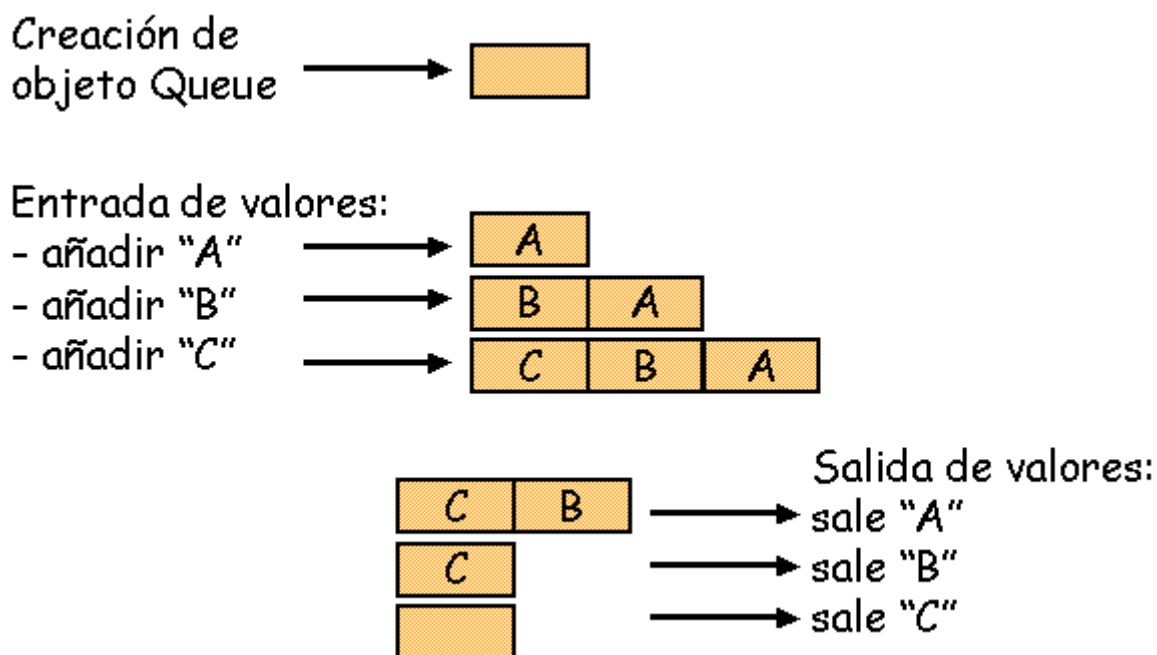 Creación de
objeto Queue
Entrada de valores:
- añadir “A”
A
- añadir “B”
B A
- añadir “C”
C B A
Salida de valores:
C B
sale “A”
C
sale “B”
sale “C”